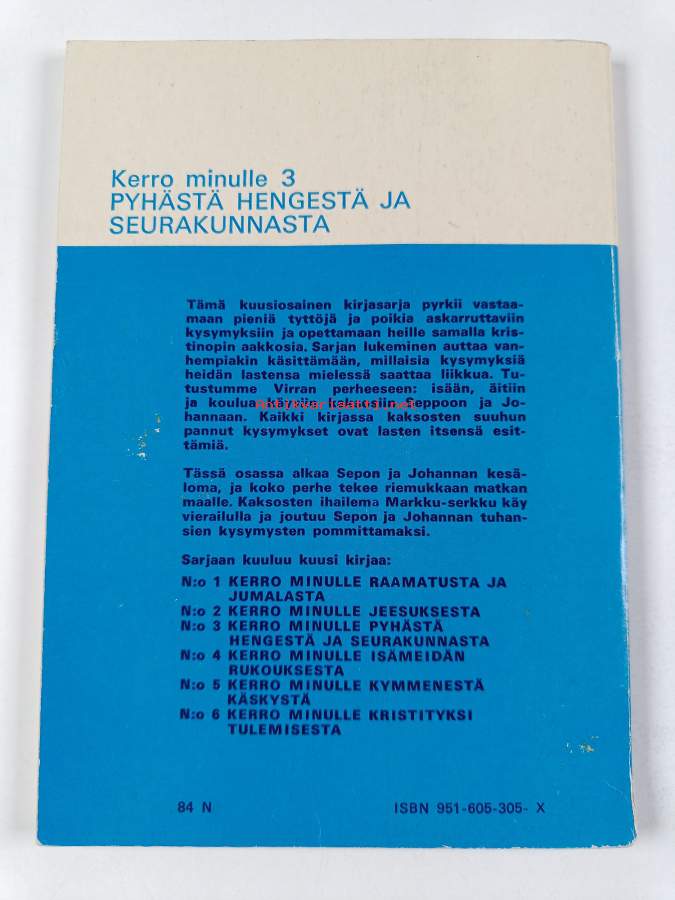 Kerro minulle 3
PYHÄSTÄ HENGESTÄ JA
SEURAKUNNASTA
Tämä kuusiosainen kirjasarja pyrkii vastaa-
maan pieniä tyttöjä ja poikia askarruttaviin
kysymyksiin ja opettamaan heille samalla kris-
tinopin aakkosia. Sarjan lukeminen auttaa van-
hempiakin käsittämään, millaisia kysymyksiä
heidän lastensa mielessä saattaa liikkua. Tu-
tustumme Virran perheeseen: isään, äitiin
ja Seppoon ja Jo-
Antikvariaatti.net
hannaan. Kaikki kirjassa kaksosten suuhun
pannut kysymykset ovat lasten itsensä esit-
tämiä.
Tässä osassa alkaa Sepon ja Johannan kesä-
loma, ja koko perhe tekee riemukkaan matkan
maalle. Kaksosten ihailema Markku-serkku käy
vierailulla ja joutuu Sepon ja Johannan tuhan-
sien kysymysten pommittamaksi.
Sarjaan kuuluu kuusi kirjaa:
N:o 1 KERRO MINULLE RAAMATUSTA JA
JUMALASTA
N:o 2 KERRO MINULLE JEESUKSESTA
N:o 3 KERRO MINULLE PYHÄSTÄ
HENGESTÄ JA SEURAKUNNASTA
N:o 4 KERRO MINULLE ISÄMEIDÄN
RUKOUKSESTA
N:o 5 KERRO MINULLE KYMMENESTÄ
KÄSKYSTÄ
N:o 6 KERRO MINULLE KRISTITYKSI
TULEMISESTA
84 N
ISBN 951-605-305- X